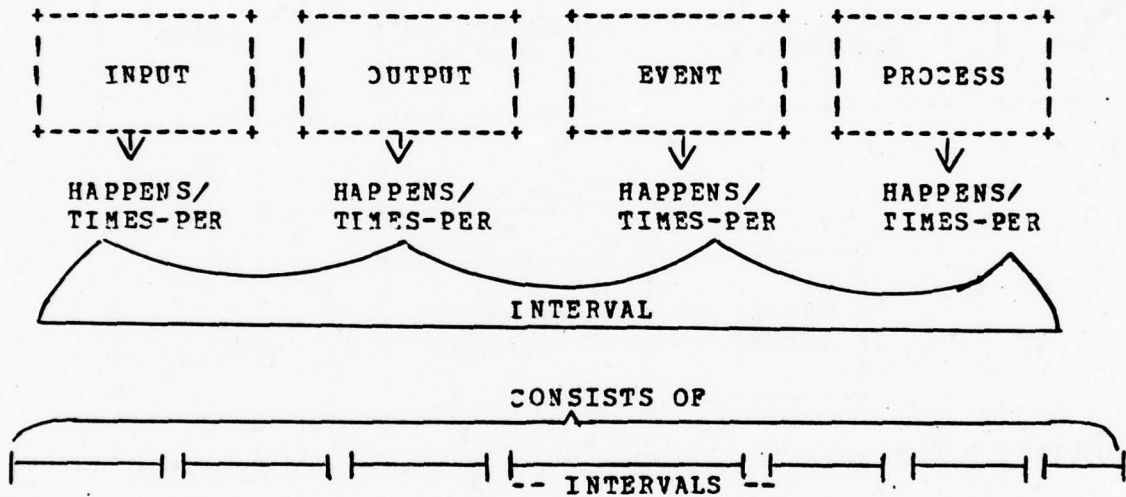 INPUT OUTPUT EVENT PROCESS
HAPPENS/ HAPPENS/ HAPPENS/ HAPPENS/
TIMES-PER TIMES-PER TIMES-PER TIMES-PER
INTERVAL
CONSISTS OF
-- INTERVALS --